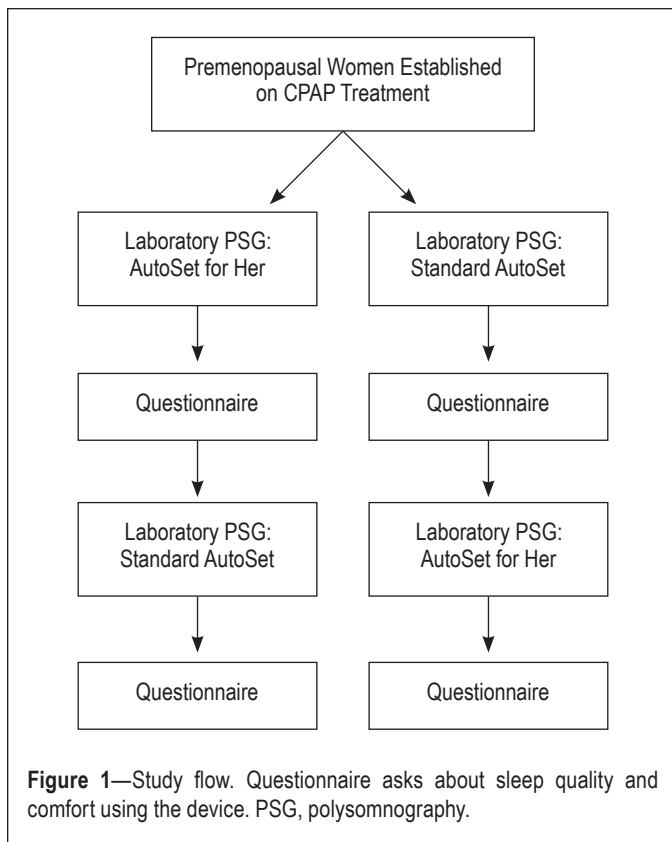 Premenopausal Women Established
on CPAP Treatment
Laboratory PSG:
AutoSet for Her
Laboratory PSG:
Standard AutoSet
Questionnaire
Questionnaire
Laboratory PSG:
Standard AutoSet
Laboratory PSG:
AutoSet for Her
Questionnaire
Questionnaire
Figure 1—Study flow. Questionnaire asks about sleep quality and
comfort using the device. PSG, polysomnography.